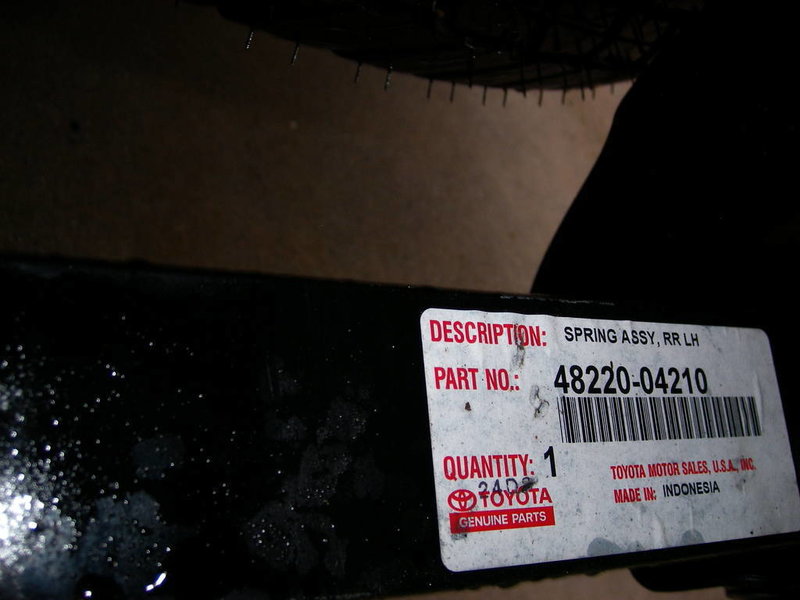 DESCRIPTION: SPRING ASSY, RR LH
PART NO.: 48220-04210
QUANTITY: 1
TOYOTA MOTOR SALES, U.S.A., INC.
MADE IN: INDONESIA
TOYOTA
GENUINE PARTS